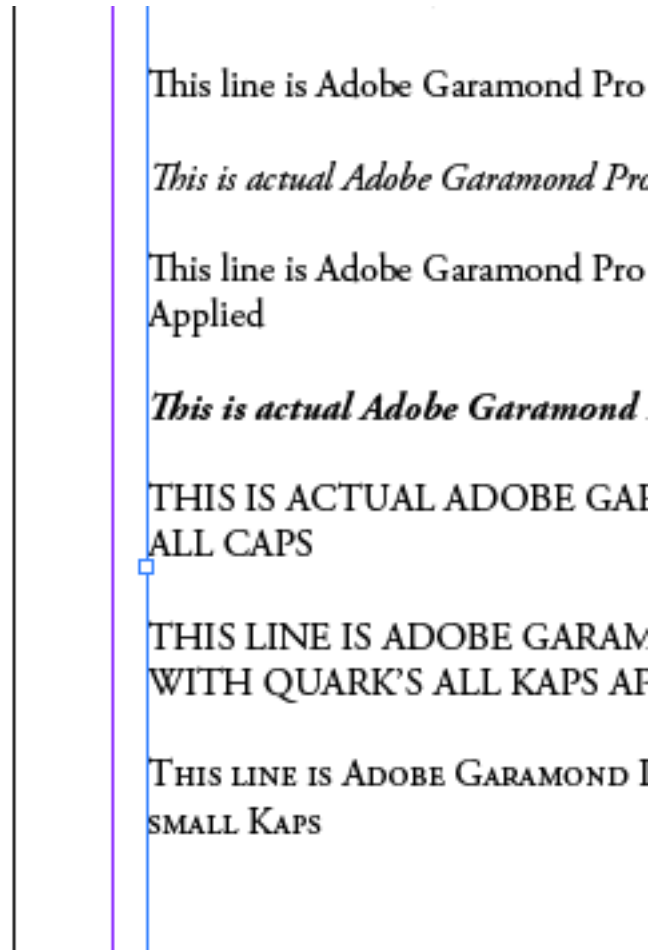 This line is Adobe Garamond Pro
This is actual Adobe Garamond Pro
This line is Adobe Garamond Pro
Applied
This is actual Adobe Garamond
THIS IS ACTUAL ADOBE
ALL CAPS
THIS LINE IS ADOBE
WITH QUARK’S ALL KAPS
This line is Adobe Garamond
small Kaps